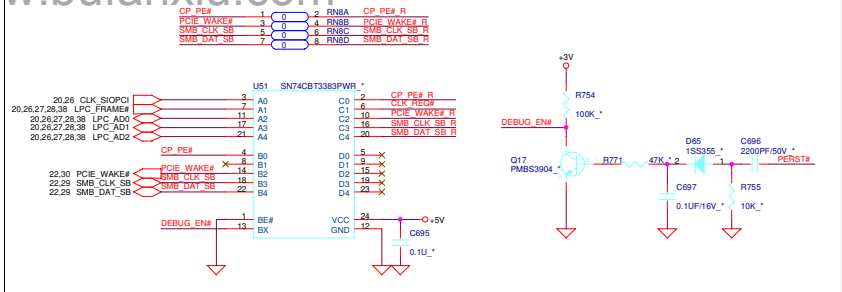 w.bufanxiu.com
CP_PE# 1 0 2 RN8A CP_PE#_R
PCIE_WAKE# 3 0 4 RN8B PCIE_WAKE#_R
SMB_CLK_SB 5 0 6 RN8C SMB_CLK_SB_R
SMB_DAT_SB 7 0 8 RN8D SMB_DAT_SB_R
U51 SN74CBT3383PWR_*
20,26 CLK_SIOPCI 3 A0 C0 2 CP_PE#_R
20,26,27,28,38 LPC_FRAME# 7 A1 C1 6 CLK_REQ#
20,26,27,28,38 LPC_AD0 11 A2 C2 10 PCIE_WAKE#_R
20,26,27,28,38 LPC_AD1 17 A3 C3 16 SMB_CLK_SB_R
20,26,27,28,38 LPC_AD2 21 A4 C4 20 SMB_DAT_SB_R
CP_PE# 4 B0 D0 5
8 B1 D1 9
22,30 PCIE_WAKE# PCIE_WAKE# 14 B2 D2 15
22,29 SMB_CLK_SB SMB_CLK_SB 18 B3 D3 19
22,29 SMB_DAT_SB SMB_DAT_SB 22 B4 D4 23
1 BE# VCC 24 +5V
DEBUG_EN# 13 BX GND 12
C695
0.1U_*
+3V
R754
100K_*
DEBUG_EN#
Q17
PMBS3904_*
R771 47K_*
D65
1SS355_*
2 1
C696
2200PF/50V_*
PERST#
C697
0.1UF/16V_*
R755
10K_*